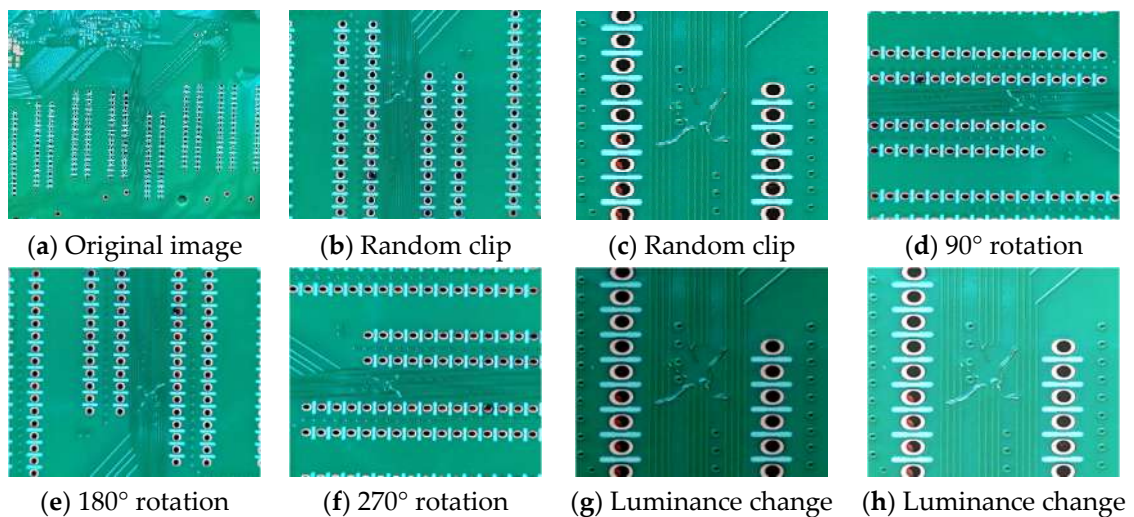 (a) Original image (b) Random clip (c) Random clip (d) 90° rotation
(e) 180° rotation (f) 270° rotation (g) Luminance change (h) Luminance change